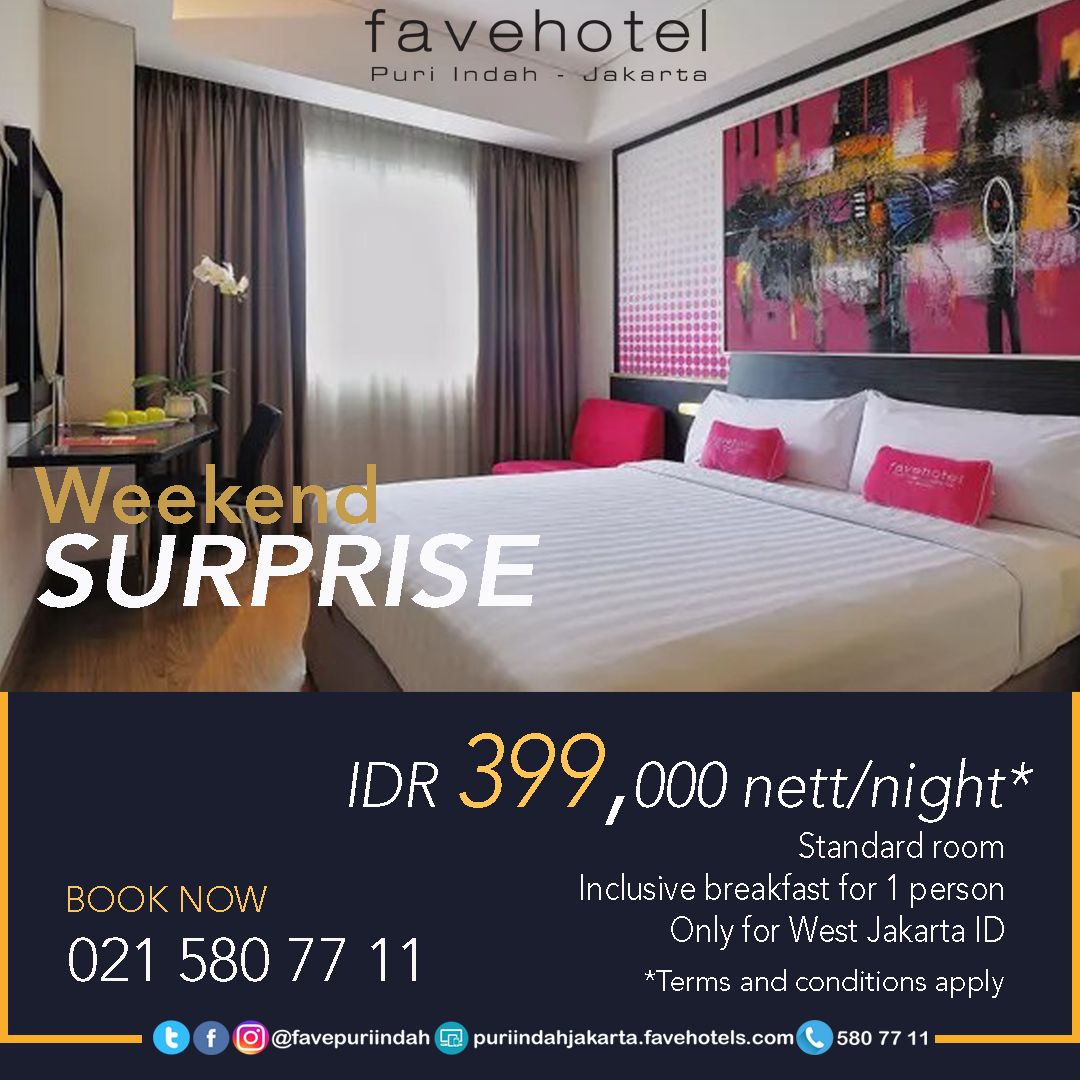 favehotel
Puri Indah - Jakarta
favehotel
favehotel
Weekend
SURPRISE
IDR 399,000 nett/night*
Standard room
Inclusive breakfast for 1 person
Only for West Jakarta ID
*Terms and conditions apply
BOOK NOW
021 580 77 11
@favepuriindah puriindahjakarta.favehotels.com 580 77 11